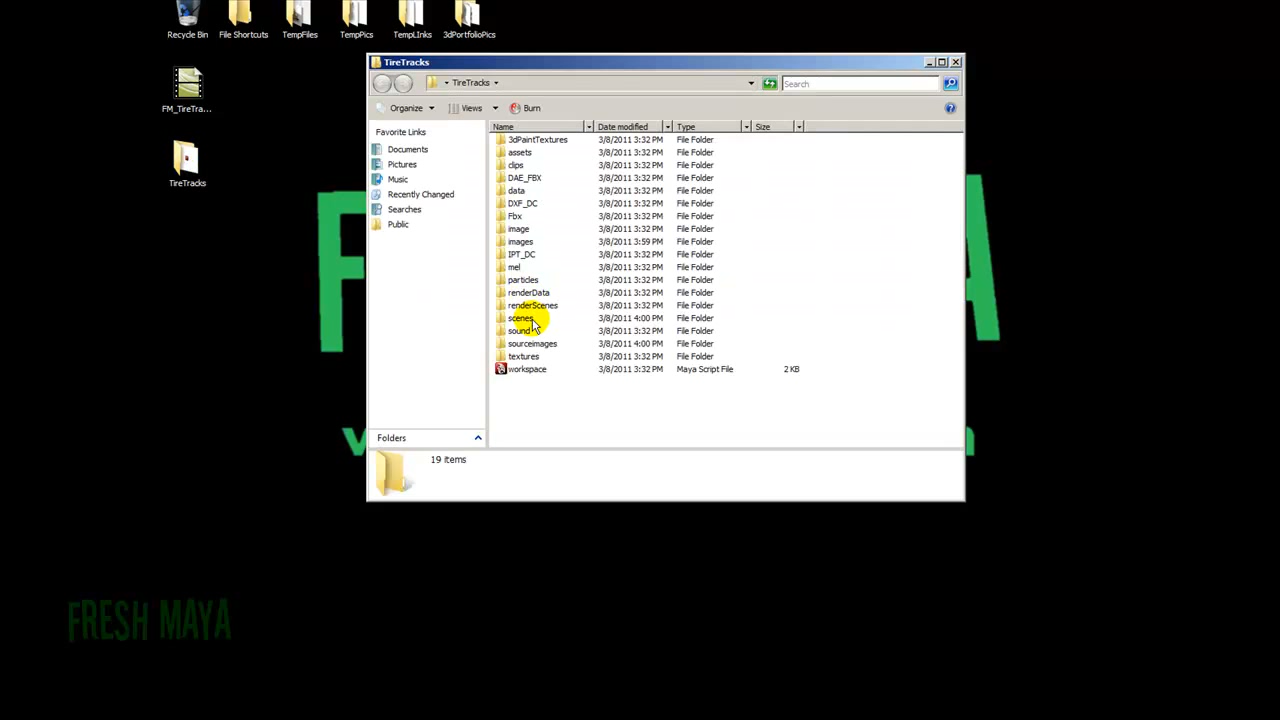 Recycle Bin
File Shortcuts
TempFiles
TempPics
TempLInks
3dPortfolioPics
FM_TireTra...
TireTracks
TireTracks
TireTracks
Search
Organize
Views
Burn
Favorite Links
Documents
Pictures
Music
Recently Changed
Searches
Public
Folders
Name Date modified Type Size
3dPaintTextures 3/8/2011 3:32 PM File Folder
assets 3/8/2011 3:32 PM File Folder
clips 3/8/2011 3:32 PM File Folder
DAE_FBX 3/8/2011 3:32 PM File Folder
data 3/8/2011 3:32 PM File Folder
DXF_DC 3/8/2011 3:32 PM File Folder
Fbx 3/8/2011 3:32 PM File Folder
image 3/8/2011 3:32 PM File Folder
images 3/8/2011 3:59 PM File Folder
IPT_DC 3/8/2011 3:32 PM File Folder
mel 3/8/2011 3:32 PM File Folder
particles 3/8/2011 3:32 PM File Folder
renderData 3/8/2011 3:32 PM File Folder
renderScenes 3/8/2011 3:32 PM File Folder
scenes 3/8/2011 4:00 PM File Folder
sound 3/8/2011 3:32 PM File Folder
sourceimages 3/8/2011 4:00 PM File Folder
textures 3/8/2011 3:32 PM File Folder
workspace 3/8/2011 3:32 PM Maya Script File 2 KB
19 items
FRESH MAYA